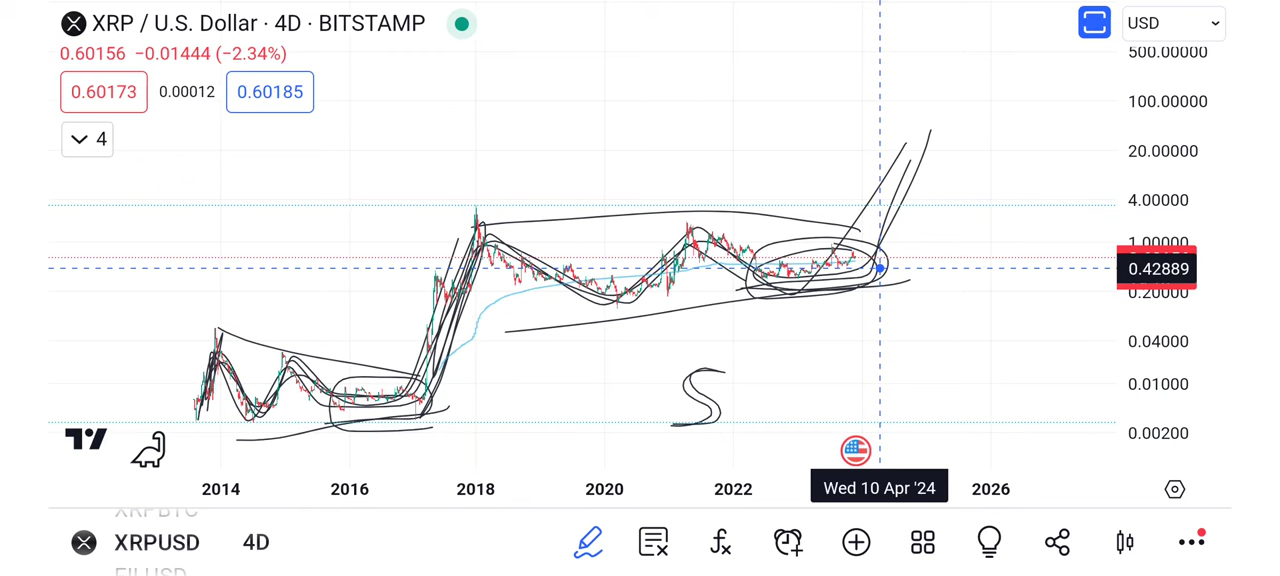 XRP / U.S. Dollar · 4D · BITSTAMP
USD
0.60156 −0.01444 (−2.34%)
0.60173 0.00012 0.60185
4
500.00000
100.00000
20.00000
4.00000
1.00000
0.42889
0.20000
0.04000
0.01000
0.00200
S
2014 2016 2018 2020 2022 Wed 10 Apr '24 2026
XRPBTC
XRPUSD 4D
FILUSD